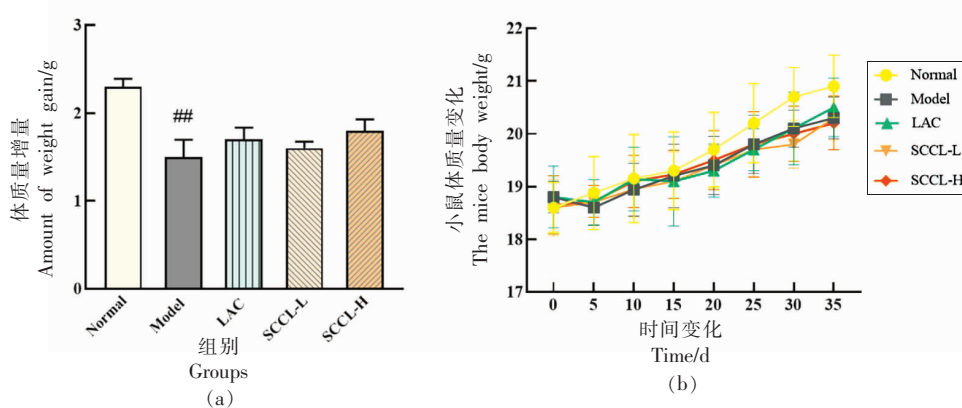 体质量增量/g
Amount of weight gain/g
3
2
1
0
##
Normal
Model
LAC
SCCL-L
SCCL-H
组别
Groups
(a)
小鼠体质量变化
The mice body weight/g
22
21
20
19
18
17
0 5 10 15 20 25 30 35
时间变化
Time/d
(b)
Normal
Model
LAC
SCCL-L
SCCL-H